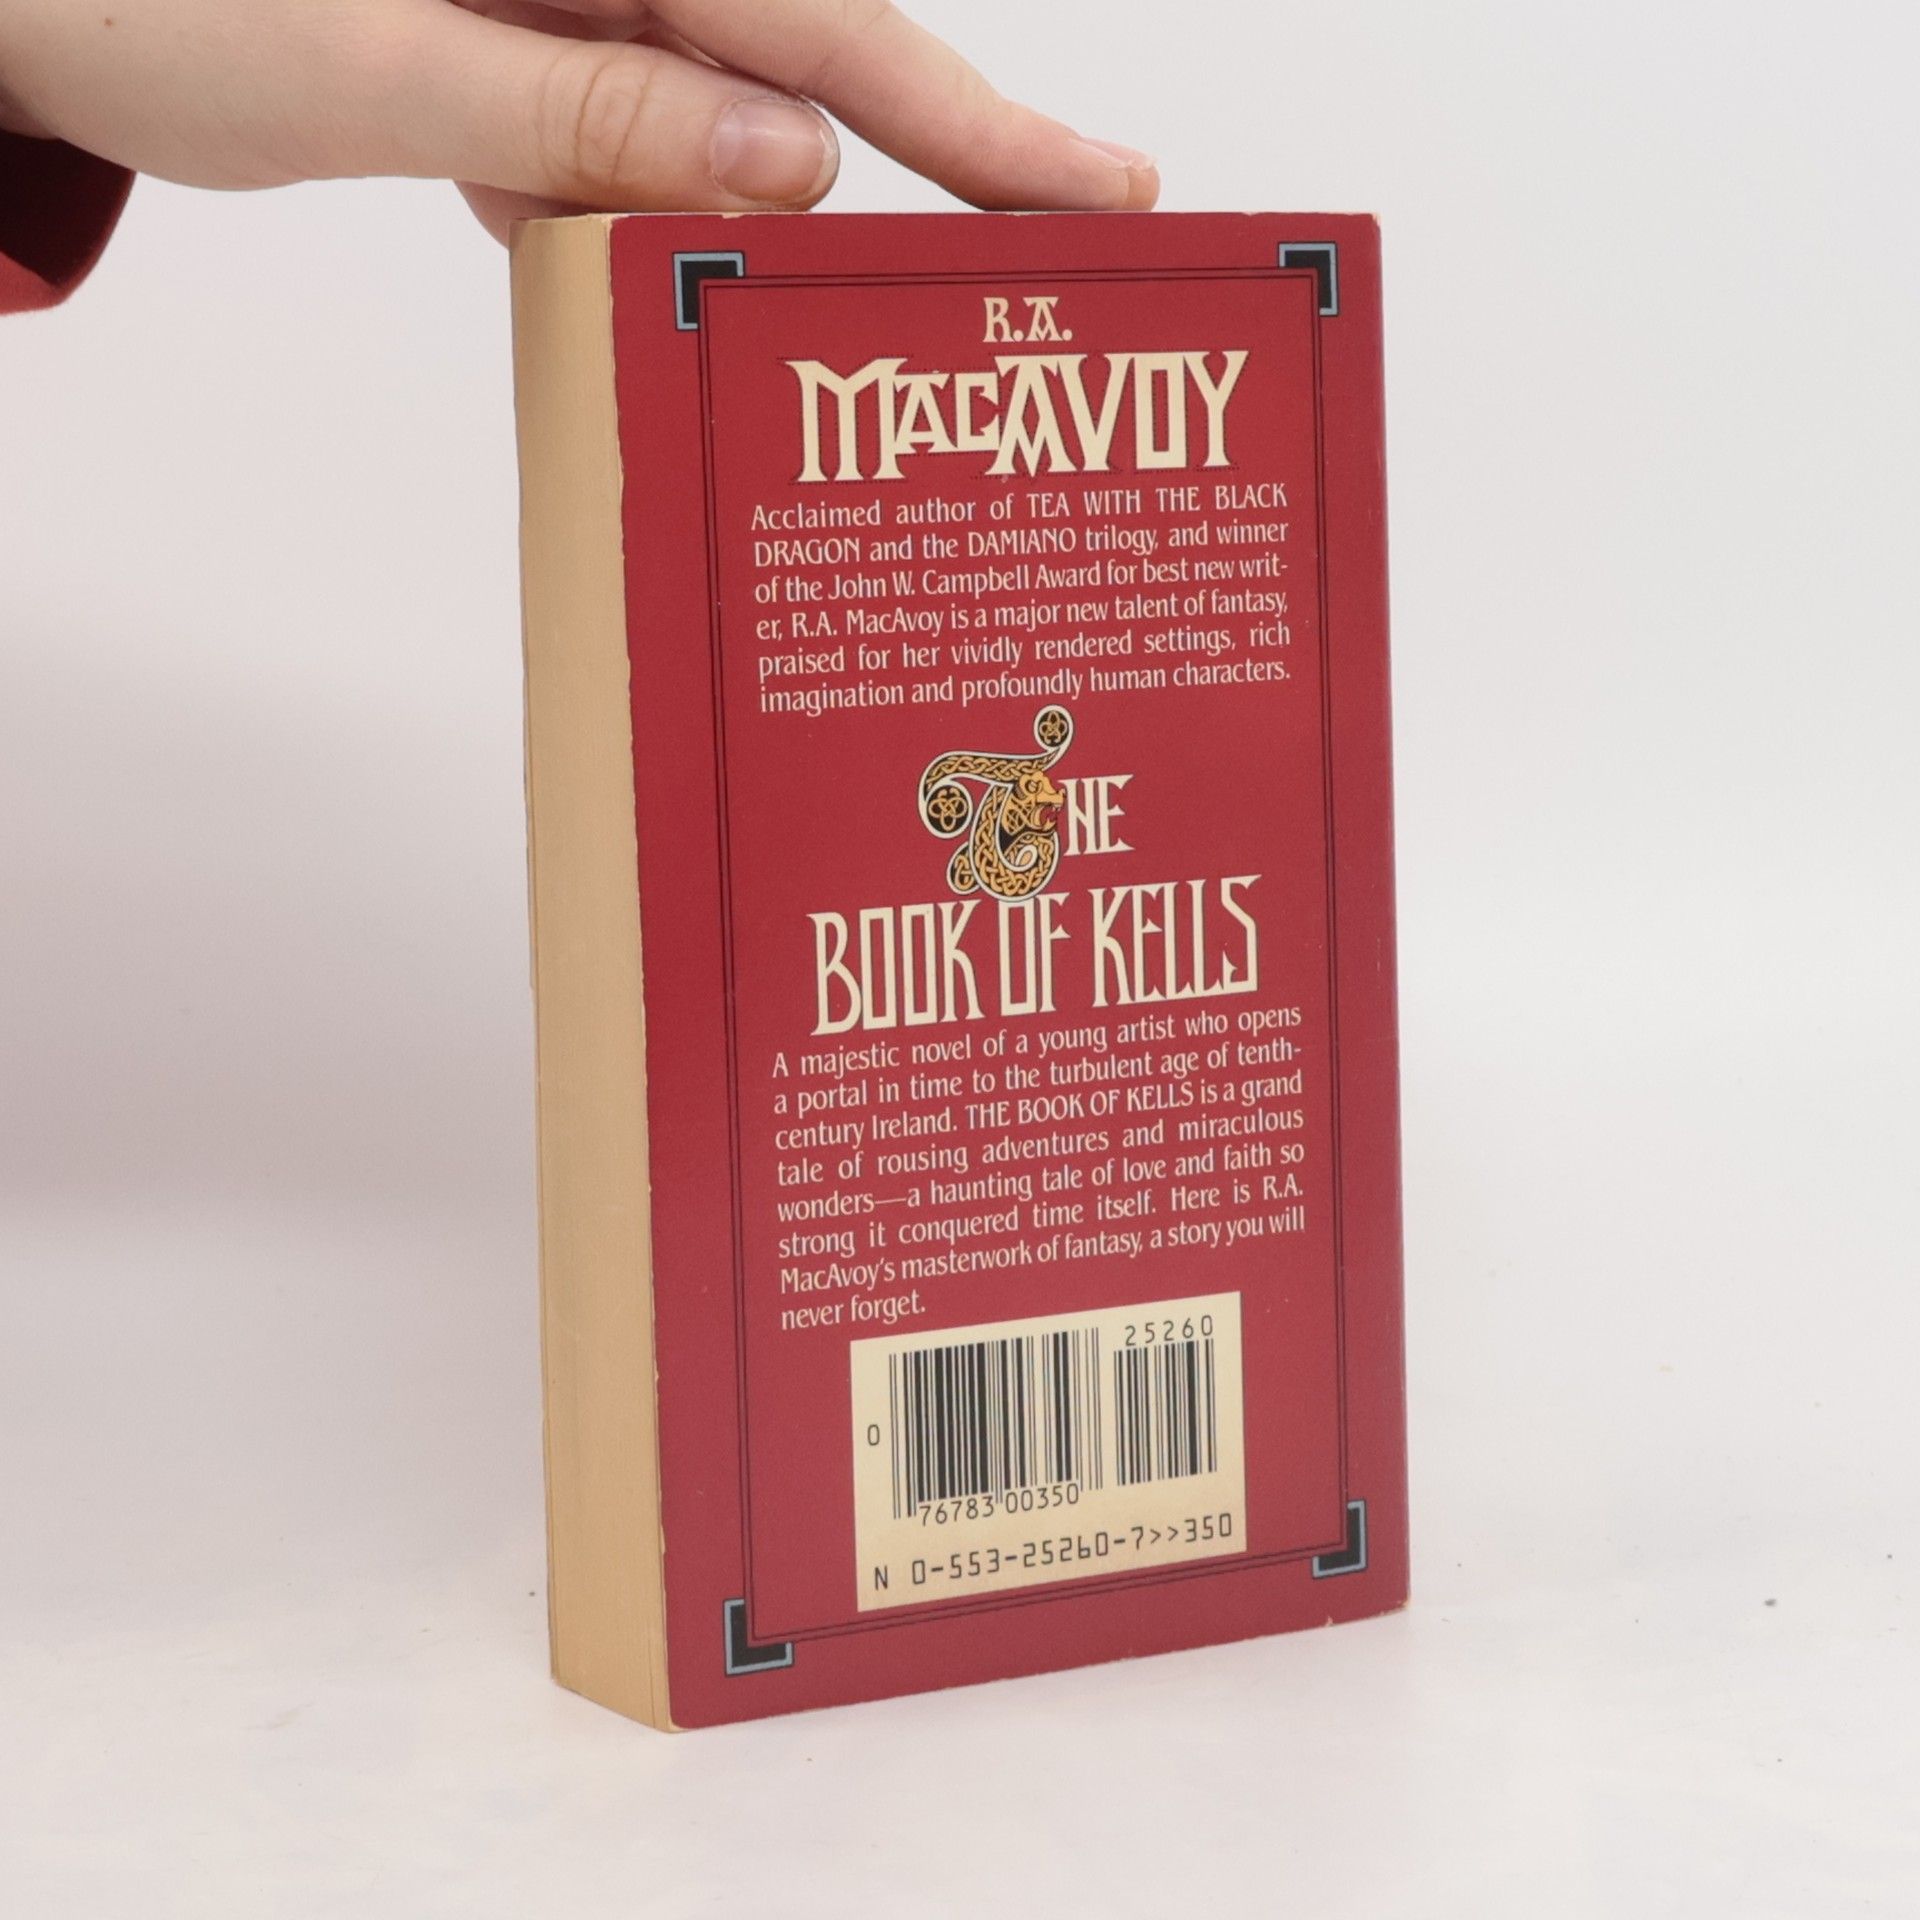 R.A.
MACAVOY
Acclaimed author of TEA WITH THE BLACK
DRAGON and the DAMIANO trilogy, and winner
of the John W. Campbell Award for best new writ-
er, R.A. MacAvoy is a major new talent of fantasy,
praised for her vividly rendered settings, rich
imagination and profoundly human characters.
THE
BOOK OF KELLS
A majestic novel of a young artist who opens
a portal in time to the turbulent age of tenth-
century Ireland. THE BOOK OF KELLS is a grand
tale of rousing adventures and miraculous
wonders—a haunting tale of love and faith so
strong it conquered time itself. Here is R.A.
MacAvoy's masterwork of fantasy, a story you will
never forget.
25260
0
76783 00350
N 0-553-25260-7>>350